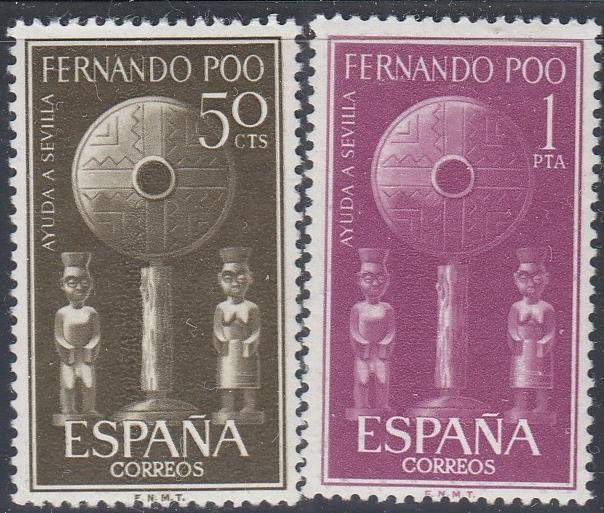 FERNANDO POO
50
CTS
AYUDA A SEVILLA
ESPAÑA
CORREOS
F.N.M.T.
FERNANDO POO
1
PTA
AYUDA A SEVILLA
ESPAÑA
CORREOS
F.N.M.T.